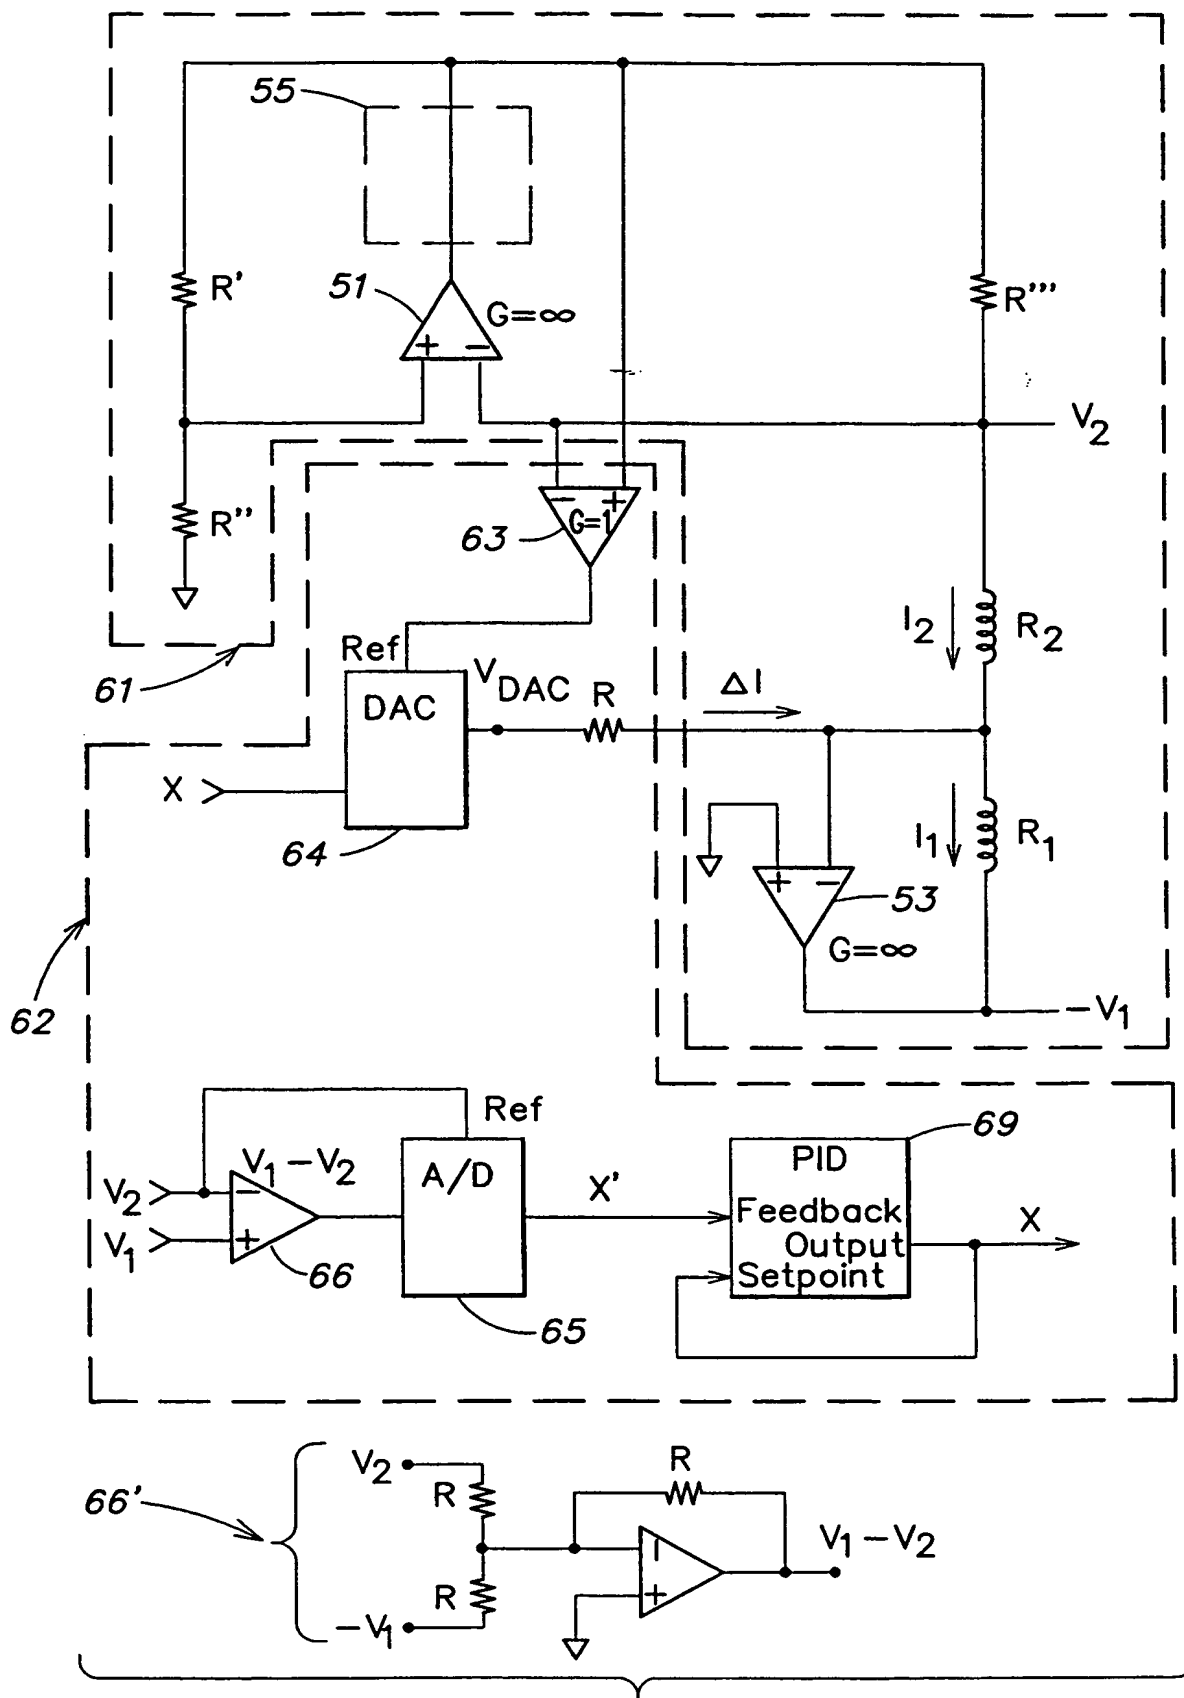 55
R'
51
G=∞
+ −
R'''
V2
R''
− +
G=1
63
61
Ref
DAC
VDAC
R
ΔI
I2
R2
X
64
I1
R1
+ −
53
G=∞
−V1
62
Ref
V1−V2
V2
−
V1
+
66
A/D
65
X'
69
PID
Feedback
Output
Setpoint
X
66'
V2
R
R
−
+
V1−V2
R
−V1